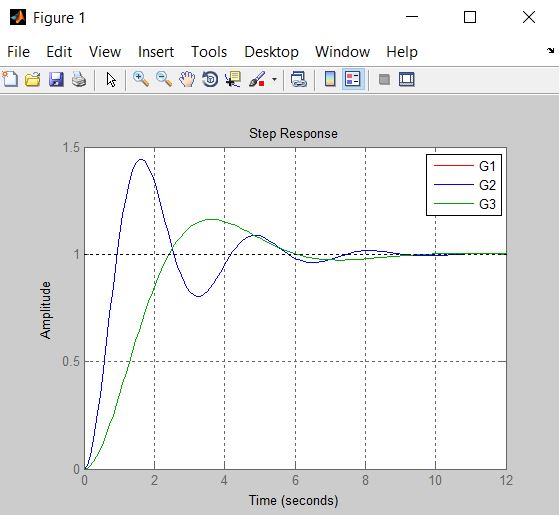 Figure 1
File Edit View Insert Tools Desktop Window Help
Step Response
1.5
1
0.5
0
Amplitude
G1
G2
G3
0 2 4 6 8 10 12
Time (seconds)